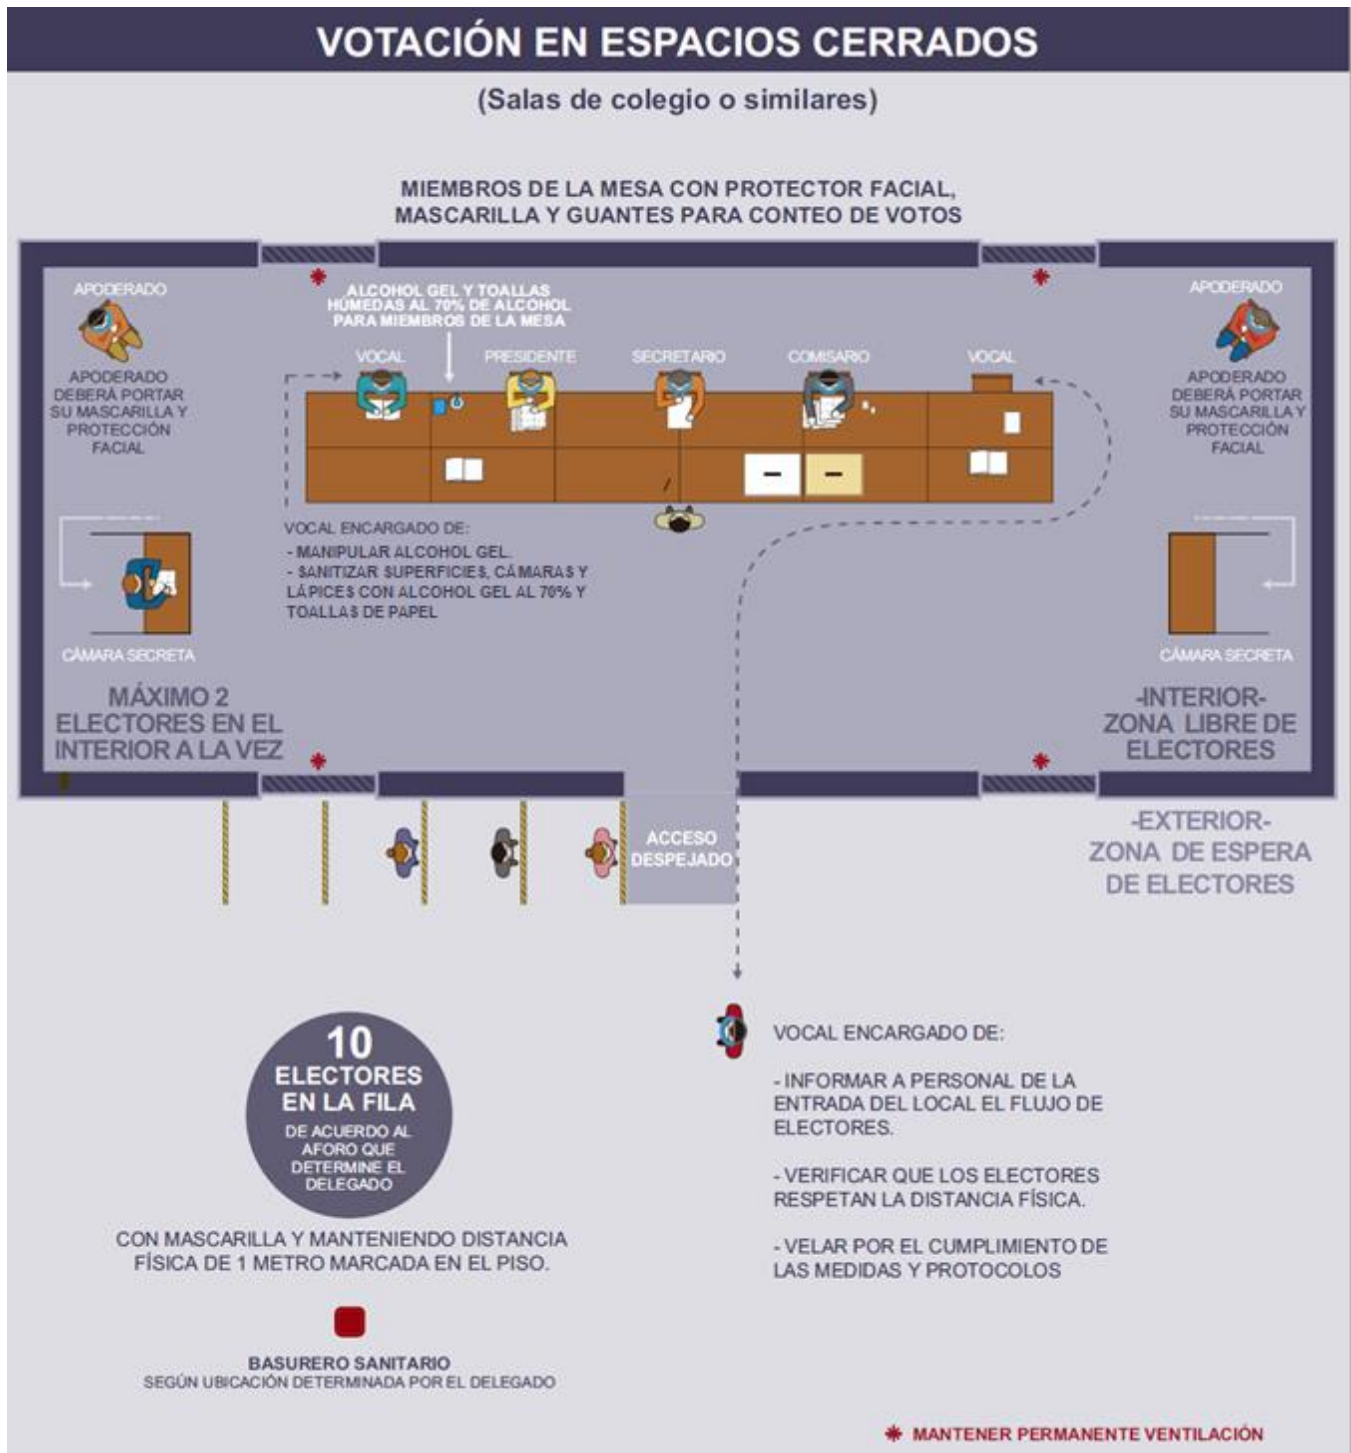 VOTACIÓN EN ESPACIOS CERRADOS
(Salas de colegio o similares)
MIEMBROS DE LA MESA CON PROTECTOR FACIAL,
MASCARILLA Y GUANTES PARA CONTEO DE VOTOS
APODERADO
APODERADO
DEBERÁ PORTAR
SU MASCARILLA Y
PROTECCIÓN
FACIAL
ALCOHOL GEL Y TOALLAS
HÚMEDAS AL 70% DE ALCOHOL
PARA MIEMBROS DE LA MESA
VOCAL
PRESIDENTE
SECRETARIO
COMISARIO
VOCAL
APODERADO
APODERADO
DEBERÁ PORTAR
SU MASCARILLA Y
PROTECCIÓN
FACIAL
VOCAL ENCARGADO DE:
- MANIPULAR ALCOHOL GEL.
- SANITIZAR SUPERFICIES, CÁMARAS Y
LÁPICES CON ALCOHOL GEL AL 70% Y
TOALLAS DE PAPEL
CÁMARA SECRETA
CÁMARA SECRETA
MÁXIMO 2
ELECTORES EN EL
INTERIOR A LA VEZ
-INTERIOR-
ZONA LIBRE DE
ELECTORES
ACCESO
DESPEJADO
-EXTERIOR-
ZONA DE ESPERA
DE ELECTORES
10
ELECTORES
EN LA FILA
DE ACUERDO AL
AFORO QUE
DETERMINE EL
DELEGADO
CON MASCARILLA Y MANTENIENDO DISTANCIA
FÍSICA DE 1 METRO MARCADA EN EL PISO.
BASURERO SANITARIO
SEGÚN UBICACIÓN DETERMINADA POR EL DELEGADO
VOCAL ENCARGADO DE:
- INFORMAR A PERSONAL DE LA
ENTRADA DEL LOCAL EL FLUJO DE
ELECTORES.
- VERIFICAR QUE LOS ELECTORES
RESPETAN LA DISTANCIA FÍSICA.
- VELAR POR EL CUMPLIMIENTO DE
LAS MEDIDAS Y PROTOCOLOS
MANTENER PERMANENTE VENTILACIÓN